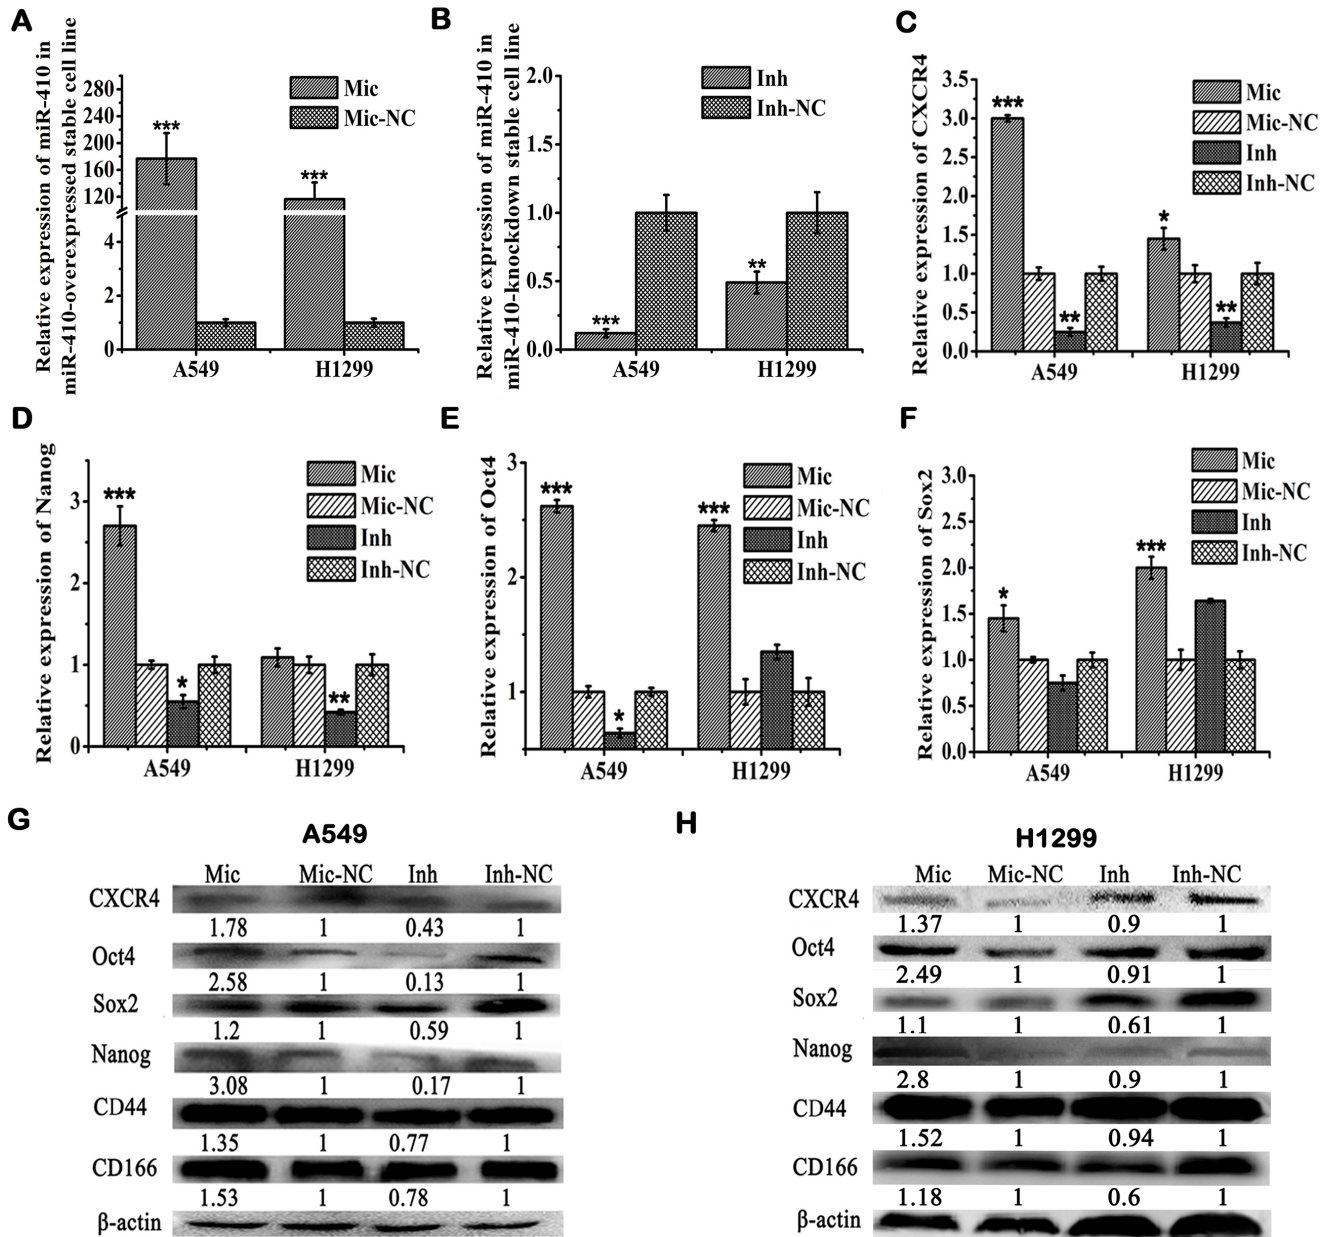 A
Relative expression of miR-410 in
miR-410-overexpressed stable cell line
280
240
200
160
120
4
2
0
***
***
Mic
Mic-NC
A549
H1299
B
Relative expression of miR-410 in
miR-410-knockdown stable cell line
2.0
1.5
1.0
0.5
0.0
***
**
Inh
Inh-NC
A549
H1299
C
Relative expression of CXCR4
3.5
3.0
2.5
2.0
1.5
1.0
0.5
0.0
***
**
*
**
Mic
Mic-NC
Inh
Inh-NC
A549
H1299
D
Relative expression of Nanog
3
2
1
0
***
*
**
Mic
Mic-NC
Inh
Inh-NC
A549
H1299
E
Relative expression of Oct4
3
2
1
***
*
***
Mic
Mic-NC
Inh
Inh-NC
A549
H1299
F
Relative expression of Sox2
3.0
2.5
2.0
1.5
1.0
0.5
0.0
*
***
Mic
Mic-NC
Inh
Inh-NC
A549
H1299
G
A549
Mic Mic-NC Inh Inh-NC
CXCR4
1.78 1 0.43 1
Oct4
2.58 1 0.13 1
Sox2
1.2 1 0.59 1
Nanog
3.08 1 0.17 1
CD44
1.35 1 0.77 1
CD166
1.53 1 0.78 1
β-actin
H
H1299
Mic Mic-NC Inh Inh-NC
CXCR4
1.37 1 0.9 1
Oct4
2.49 1 0.91 1
Sox2
1.1 1 0.61 1
Nanog
2.8 1 0.9 1
CD44
1.52 1 0.94 1
CD166
1.18 1 0.6 1
β-actin